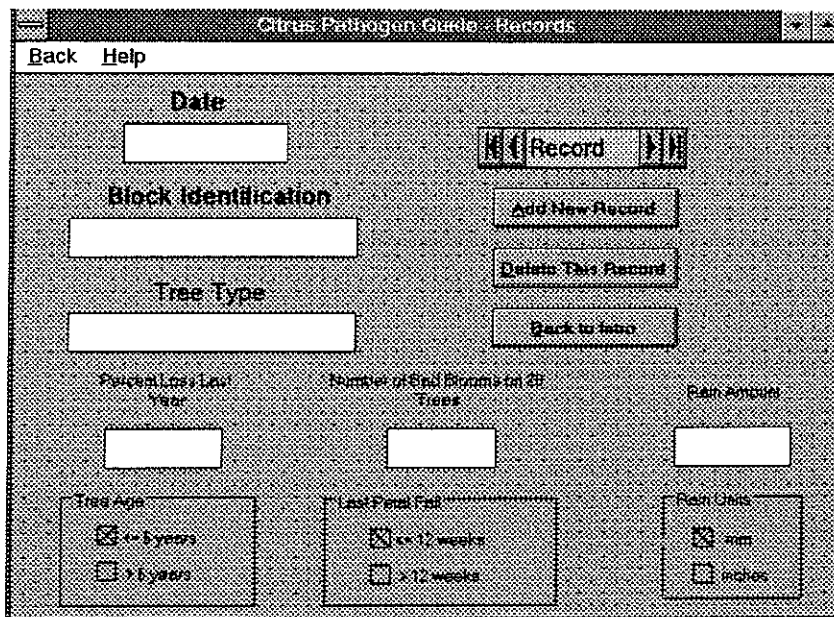 Citrus Pathogen Guide - Records
Back Help
Date
Record
Block Identification
Add New Record
Delete This Record
Tree Type
Back to Intro
Percent Loss Last
Year
Number of Blooms on 20
Trees
Rain Amount
Tree Age
<= 5 years
> 5 years
Last Petal Fall
<= 12 weeks
> 12 weeks
Rain Units
mm
inches